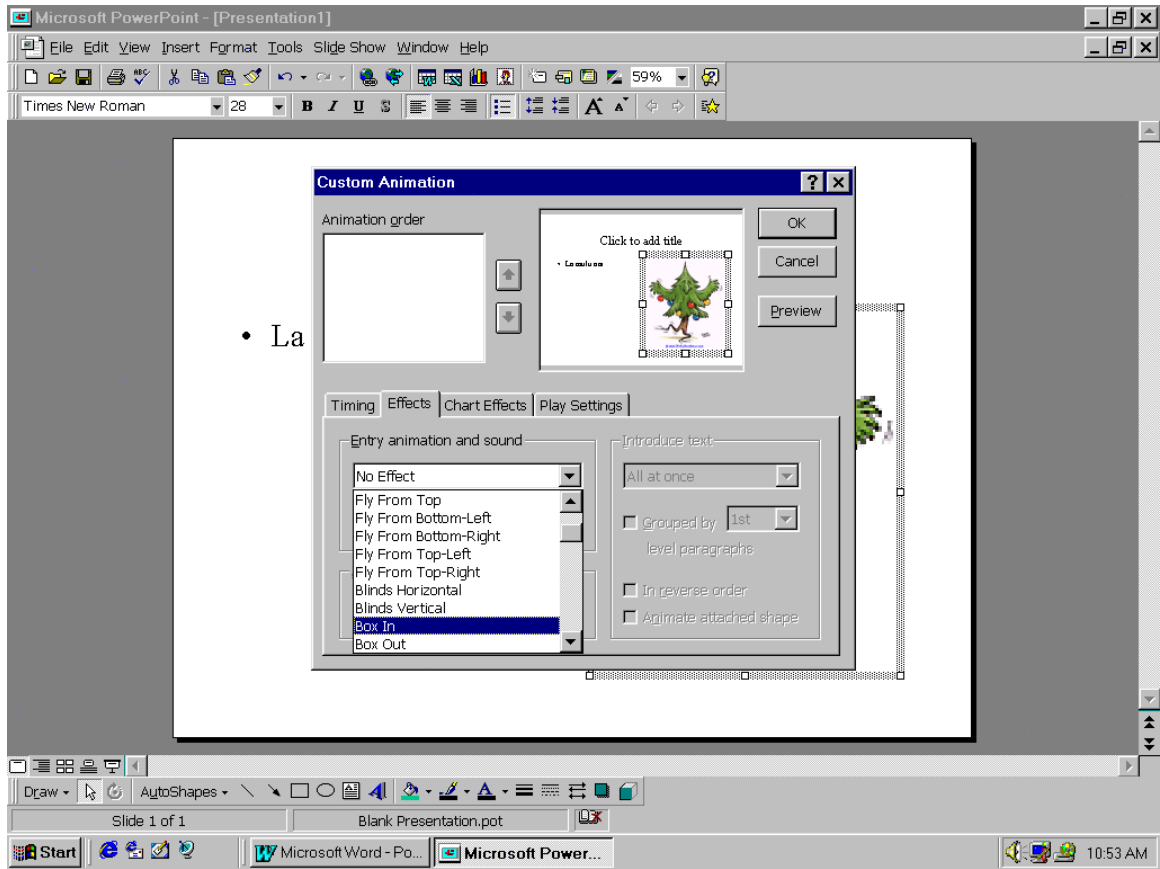 Microsoft PowerPoint - [Presentation1]
File Edit View Insert Format Tools Slide Show Window Help
59%
Times New Roman 28 B I U S A A
Custom Animation
Animation order
OK
Click to add title
Cancel
Preview
• La
Timing Effects Chart Effects Play Settings
Entry animation and sound
Introduce text
No Effect
All at once
Fly From Top
Fly From Bottom-Left
Grouped by 1st
Fly From Bottom-Right
level paragraphs
Fly From Top-Left
Fly From Top-Right
Blinds Horizontal
In reverse order
Blinds Vertical
Animate attached shape
Box In
Box Out
Draw AutoShapes A
Slide 1 of 1 Blank Presentation.pot
Start Microsoft Word - Po... Microsoft Power... 10:53 AM